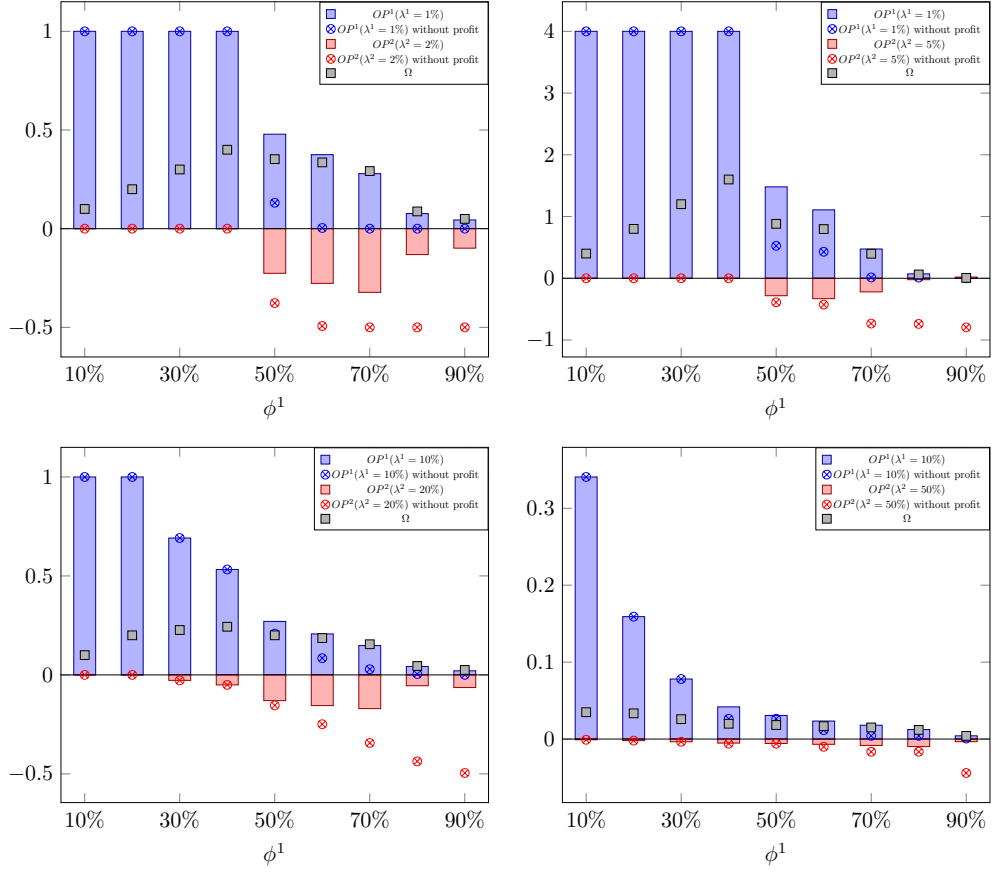 1
0.5
0
−0.5
10%
30%
50%
70%
90%
ϕ¹
OP¹(λ¹ = 1%)
OP¹(λ¹ = 1%) without profit
OP²(λ² = 2%)
OP²(λ² = 2%) without profit
Ω
4
3
2
1
0
−1
10%
30%
50%
70%
90%
ϕ¹
OP¹(λ¹ = 1%)
OP¹(λ¹ = 1%) without profit
OP²(λ² = 5%)
OP²(λ² = 5%) without profit
Ω
1
0.5
0
−0.5
10%
30%
50%
70%
90%
ϕ¹
OP¹(λ¹ = 10%)
OP¹(λ¹ = 10%) without profit
OP²(λ² = 20%)
OP²(λ² = 20%) without profit
Ω
0.3
0.2
0.1
0
10%
30%
50%
70%
90%
ϕ¹
OP¹(λ¹ = 10%)
OP¹(λ¹ = 10%) without profit
OP²(λ² = 50%)
OP²(λ² = 50%) without profit
Ω